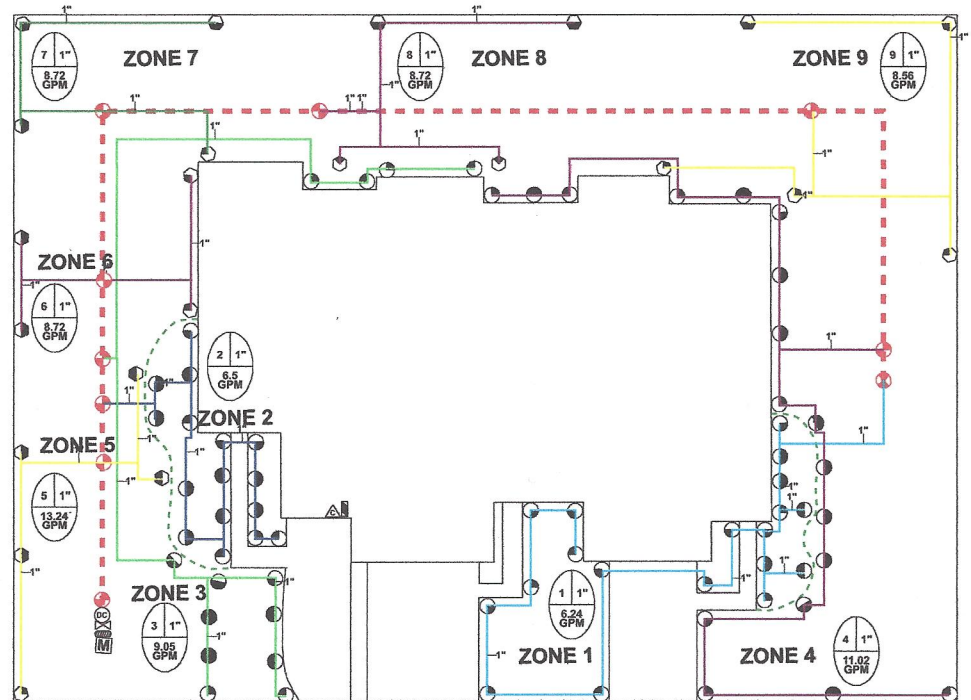 1"
1"
7 1"
8.72
GPM
ZONE 7
8 1"
8.72
GPM
ZONE 8
ZONE 9
9 1"
8.56
GPM
1"
1"
1"
1" 1"
1"
1"
1"
1"
1"
ZONE 6
1"
1"
6 1"
8.72
GPM
2 1"
6.5
GPM
1"
1"
1"
ZONE 2
1"
1"
1"
1"
ZONE 5
1"
1"
5 1"
13.24
GPM
1"
1"
C
1"
1"
1"
1"
ZONE 3
3 1"
9.05
GPM
DC
M
1"
1 1"
6.24
GPM
ZONE 1
1"
ZONE 4
4 1"
11.02
GPM